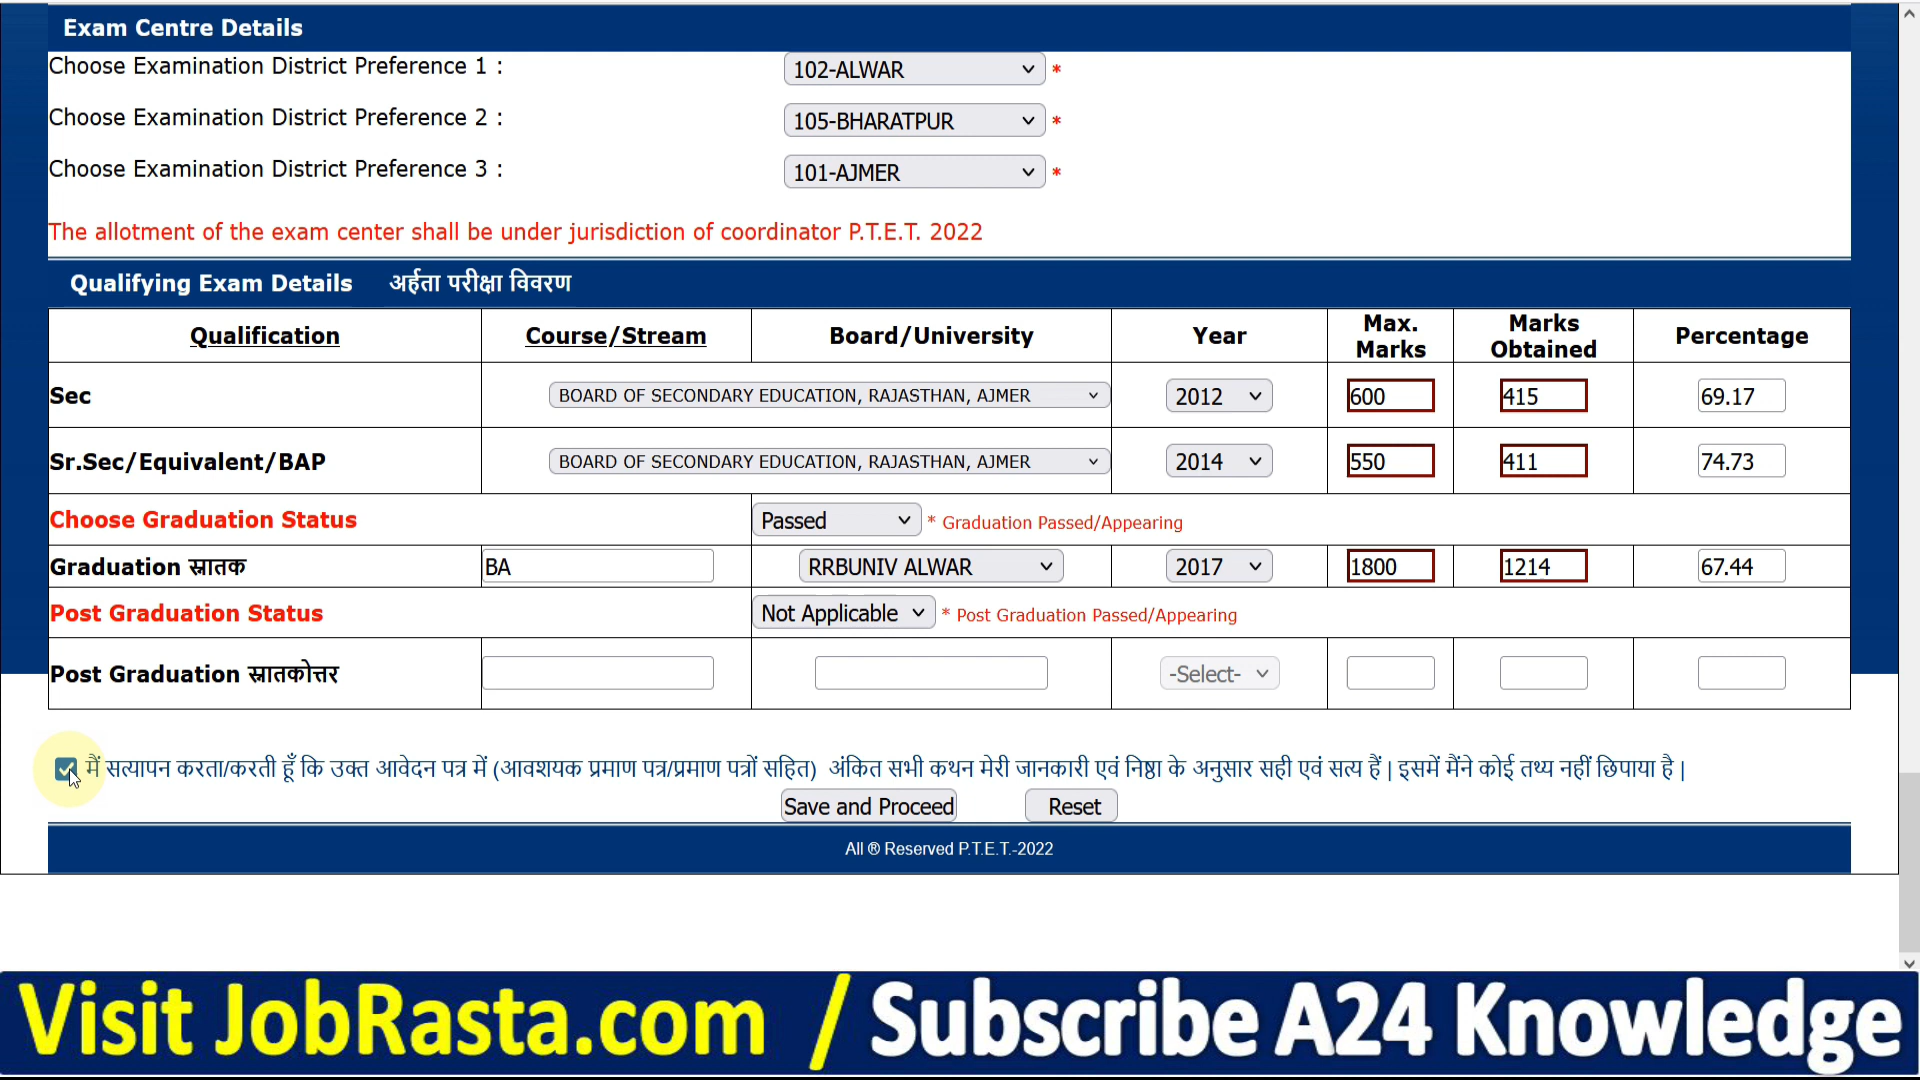 Exam Centre Details
Choose Examination District Preference 1 : 102-ALWAR *
Choose Examination District Preference 2 : 105-BHARATPUR *
Choose Examination District Preference 3 : 101-AJMER *
The allotment of the exam center shall be under jurisdiction of coordinator P.T.E.T. 2022
Qualifying Exam Details अर्हता परीक्षा विवरण
Qualification Course/Stream Board/University Year Max. Marks Marks Obtained Percentage
Sec BOARD OF SECONDARY EDUCATION, RAJASTHAN, AJMER 2012 600 415 69.17
Sr.Sec/Equivalent/BAP BOARD OF SECONDARY EDUCATION, RAJASTHAN, AJMER 2014 550 411 74.73
Choose Graduation Status Passed * Graduation Passed/Appearing
Graduation स्नातक BA RRBUNIV ALWAR 2017 1800 1214 67.44
Post Graduation Status Not Applicable * Post Graduation Passed/Appearing
Post Graduation स्नातकोत्तर -Select-
मैं सत्यापन करता/करती हूँ कि उक्त आवेदन पत्र में (आवशयक प्रमाण पत्र/प्रमाण पत्रों सहित) अंकित सभी कथन मेरी जानकारी एवं निष्ठा के अनुसार सही एवं सत्य हैं | इसमें मैंने कोई तथ्य नहीं छिपाया है |
Save and Proceed Reset
All ® Reserved P.T.E.T.-2022
Visit JobRasta.com / Subscribe A24 Knowledge